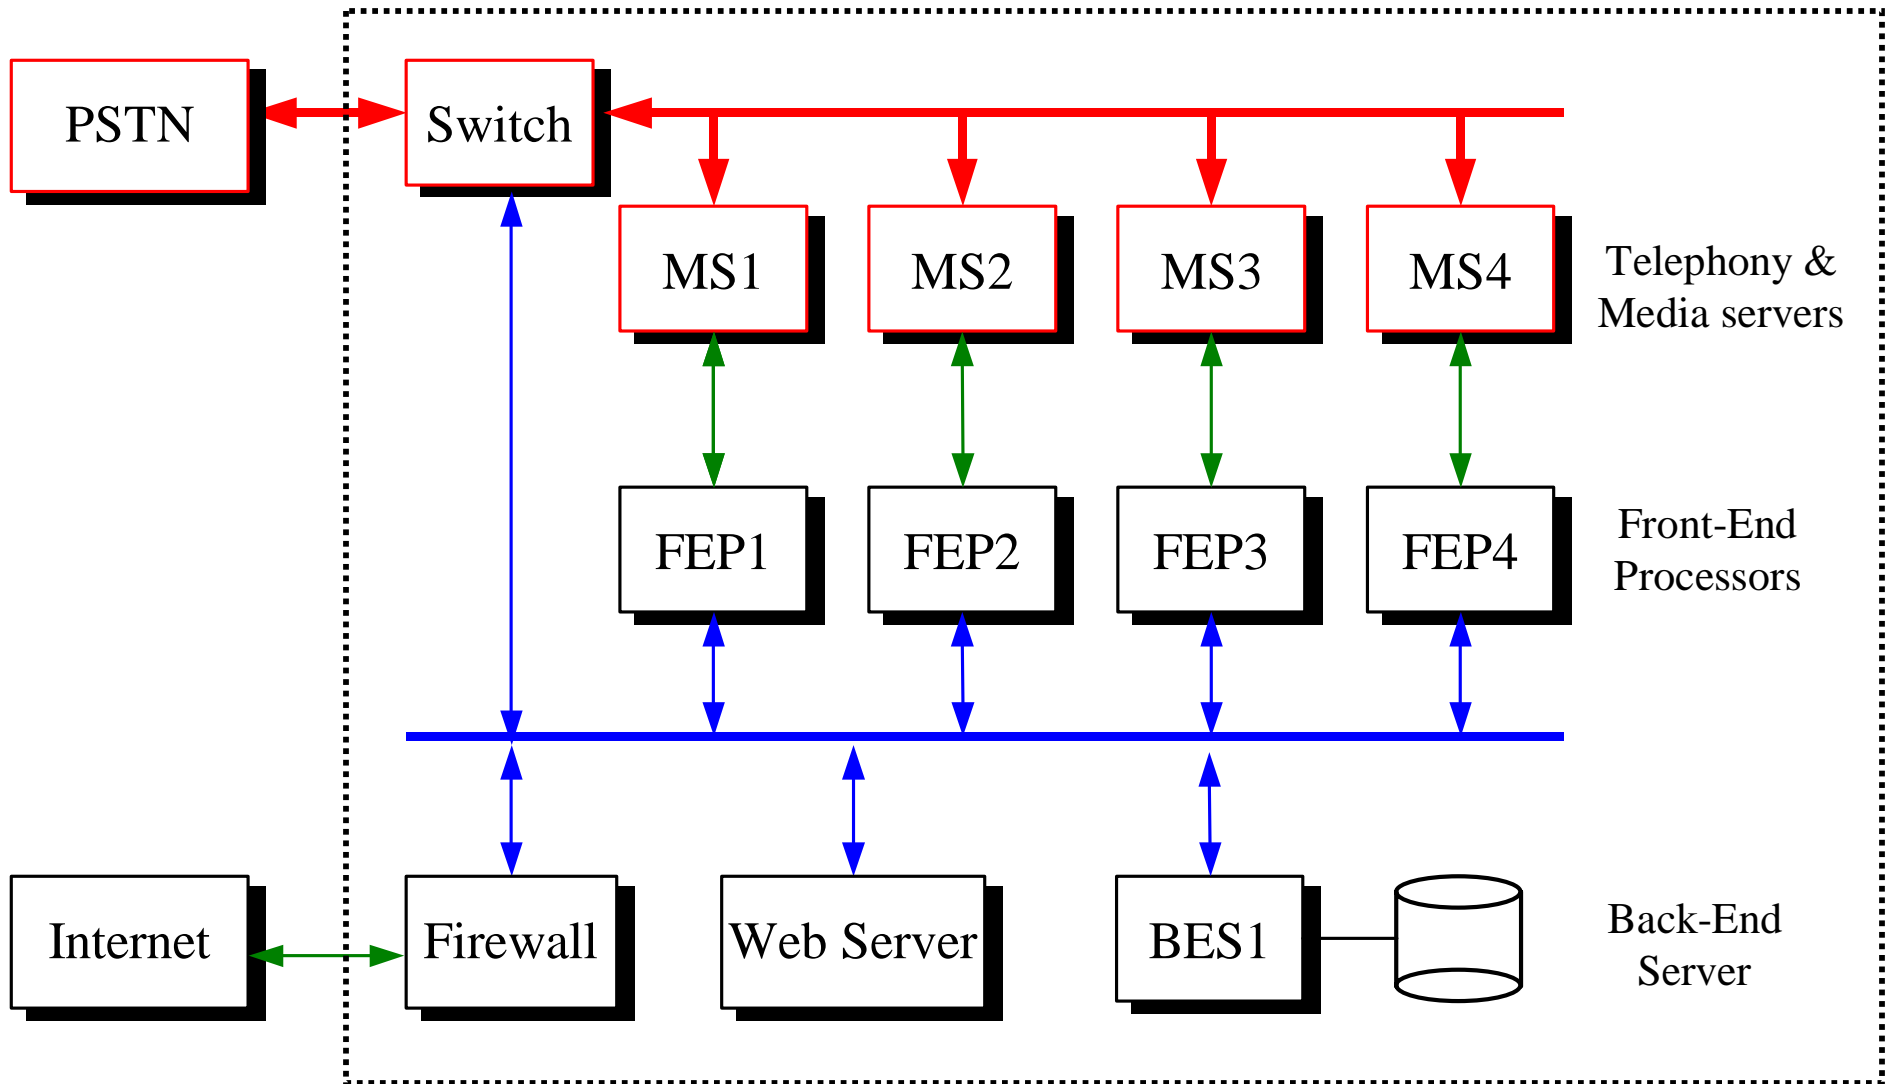 PSTN
Switch
MS1
MS2
MS3
MS4
Telephony &
Media servers
FEP1
FEP2
FEP3
FEP4
Front-End
Processors
Internet
Firewall
Web Server
BES1
Back-End
Server